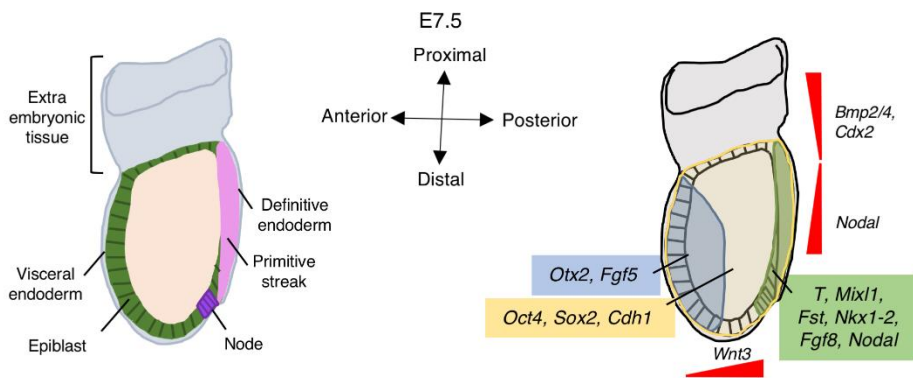 E7.5
Proximal
Anterior
Posterior
Distal
Extra
embryonic
tissue
Definitive
endoderm
Primitive
streak
Visceral
endoderm
Epiblast
Node
Bmp2/4,
Cdx2
Nodal
Otx2, Fgf5
Oct4, Sox2, Cdh1
T, Mixl1,
Fst, Nkx1-2,
Fgf8, Nodal
Wnt3